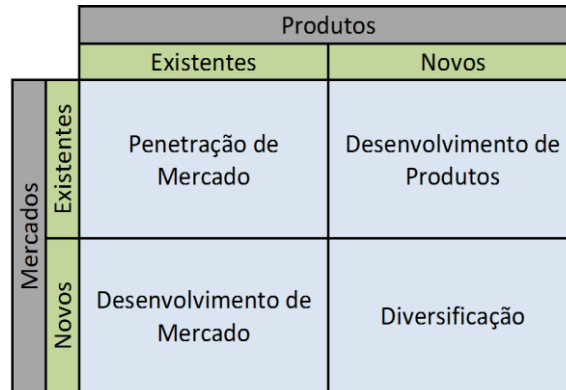 Produtos
Existentes
Novos
Mercados
Existentes
Penetração de
Mercado
Desenvolvimento de
Produtos
Novos
Desenvolvimento de
Mercado
Diversificação